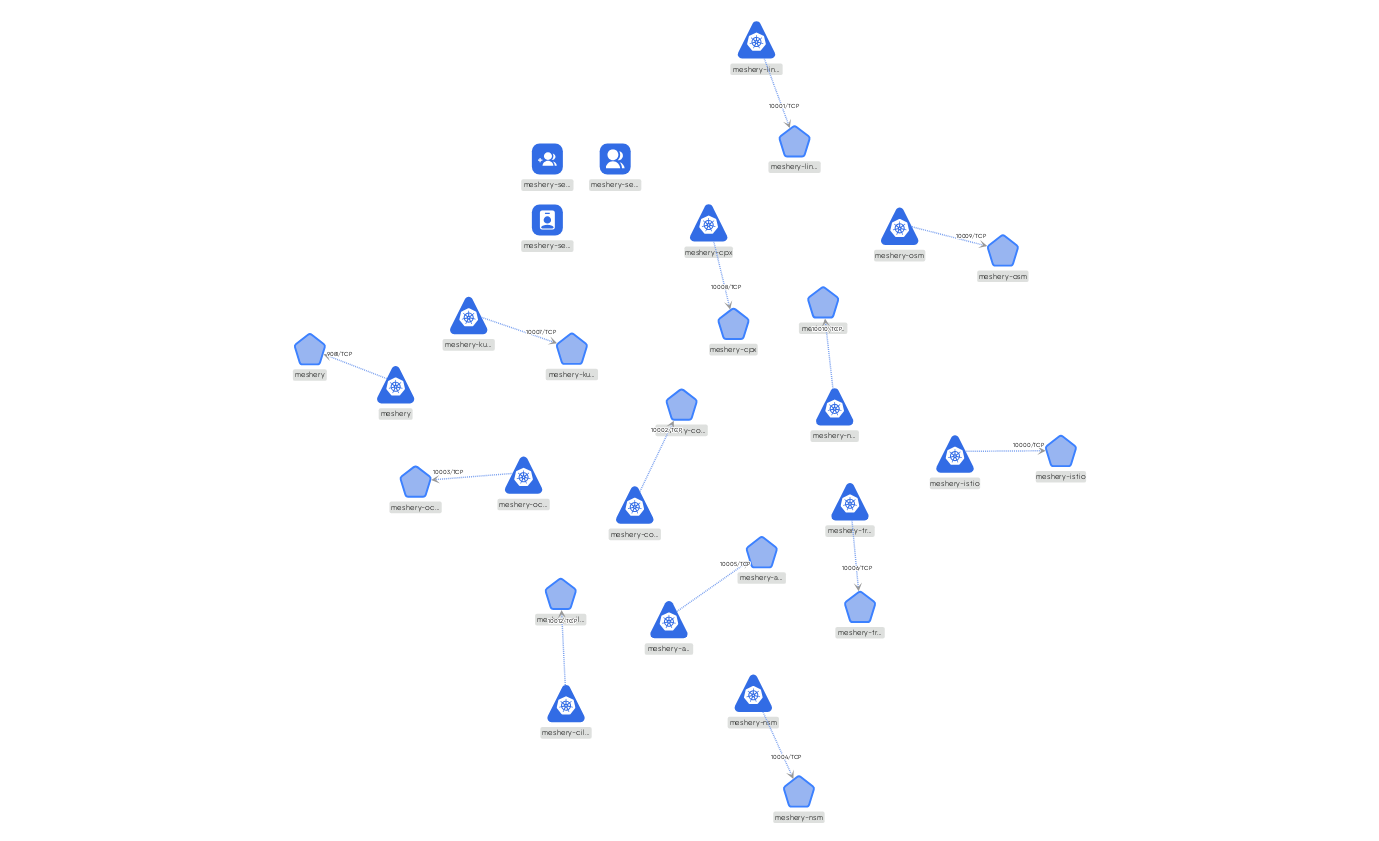 meshery-lin...
10001/TCP
meshery-lin...
meshery-se...
meshery-se...
meshery-se...
meshery-cpx
10008/TCP
meshery-cpx
meshery-osm
10009/TCP
meshery-osm
meshery-ku...
10007/TCP
meshery-ku...
10010/TCP
meshery-n...
meshery
9081/TCP
meshery
10002/TCP
y-co...
meshery-co...
10003/TCP
meshery-oc...
meshery-oc...
10000/TCP
meshery-istio
meshery-istio
meshery-tr...
10006/TCP
meshery-tr...
10005/TCP
meshery-a...
meshery-a...
10012/TCP
meshery-cil...
meshery-nsm
10004/TCP
meshery-nsm